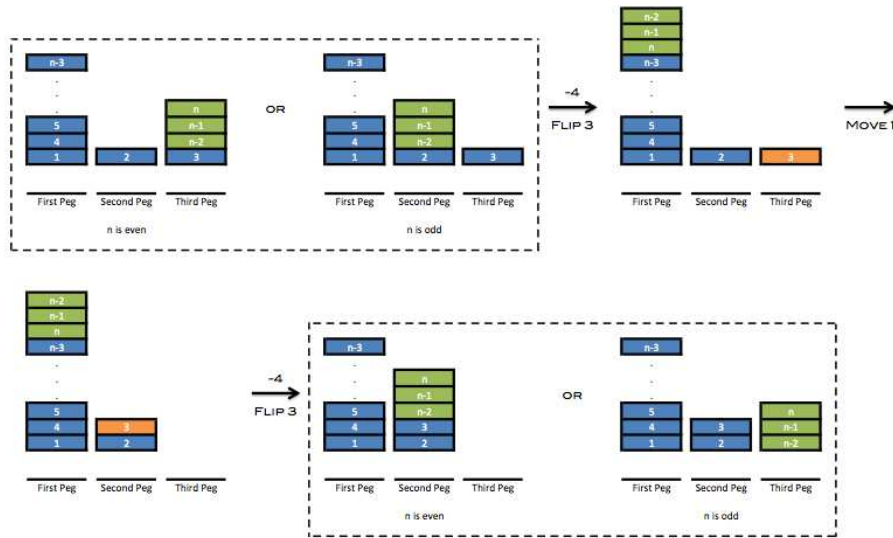 n-2
n-1
n
n-3 n-3 n-3
. . .
. n n . .
. OR . -4 .
5 n-1 5 n-1 FLIP 3 5 MOVE 1
4 n-2 4 n-2 4
1 2 3 1 2 3 1 2 3
First Peg Second Peg Third Peg First Peg Second Peg Third Peg First Peg Second Peg Third Peg
n is even n is odd
n-2
n-1
n
n-3 n-3 n-3
. . .
. -4 . n .
. FLIP 3 . n-1 OR .
5 5 n-2 5 n
4 3 4 3 4 3 n-1
1 2 1 2 1 2 n-2
First Peg Second Peg Third Peg First Peg Second Peg Third Peg First Peg Second Peg Third Peg
n is even n is odd